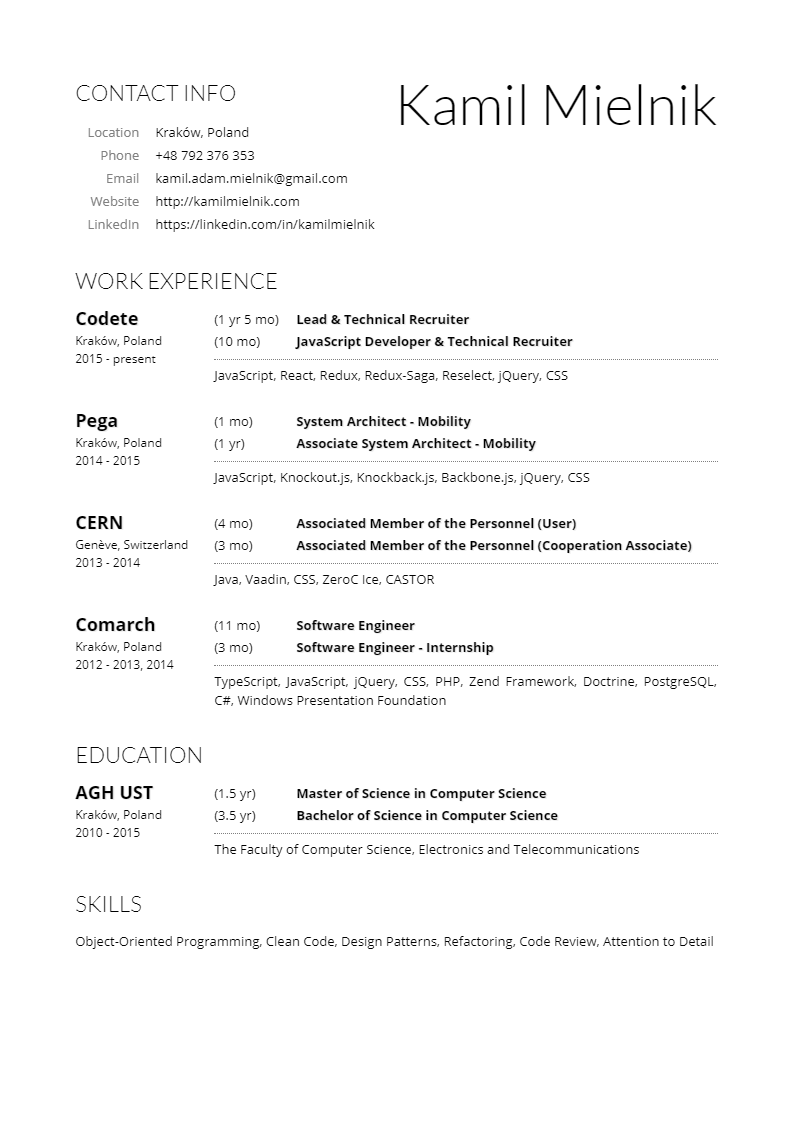 Kamil Mielnik
CONTACT INFO
Location Kraków, Poland
Phone +48 792 376 353
Email kamil.adam.mielnik@gmail.com
Website http://kamilmielnik.com
LinkedIn https://linkedin.com/in/kamilmielnik
WORK EXPERIENCE
Codete
Kraków, Poland
2015 - present
(1 yr 5 mo) Lead & Technical Recruiter
(10 mo) JavaScript Developer & Technical Recruiter
JavaScript, React, Redux, Redux-Saga, Reselect, jQuery, CSS
Pega
Kraków, Poland
2014 - 2015
(1 mo) System Architect - Mobility
(1 yr) Associate System Architect - Mobility
JavaScript, Knockout.js, Knockback.js, Backbone.js, jQuery, CSS
CERN
Genève, Switzerland
2013 - 2014
(4 mo) Associated Member of the Personnel (User)
(3 mo) Associated Member of the Personnel (Cooperation Associate)
Java, Vaadin, CSS, ZeroC Ice, CASTOR
Comarch
Kraków, Poland
2012 - 2013, 2014
(11 mo) Software Engineer
(3 mo) Software Engineer - Internship
TypeScript, JavaScript, jQuery, CSS, PHP, Zend Framework, Doctrine, PostgreSQL,
C#, Windows Presentation Foundation
EDUCATION
AGH UST
Kraków, Poland
2010 - 2015
(1.5 yr) Master of Science in Computer Science
(3.5 yr) Bachelor of Science in Computer Science
The Faculty of Computer Science, Electronics and Telecommunications
SKILLS
Object-Oriented Programming, Clean Code, Design Patterns, Refactoring, Code Review, Attention to Detail